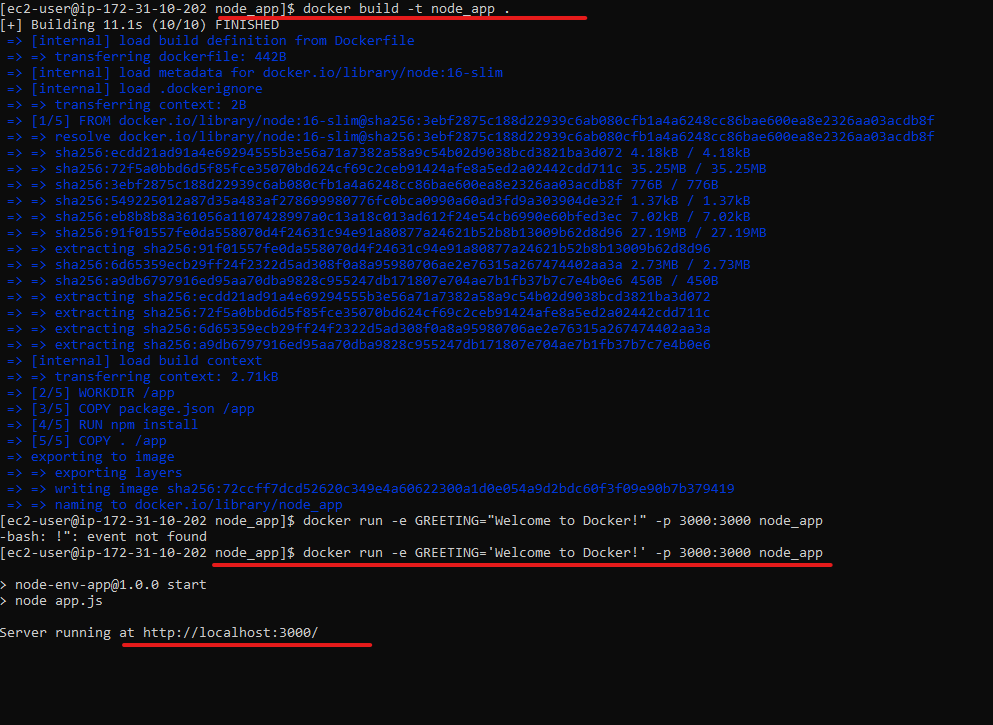 [ec2-user@ip-172-31-10-202 node_app]$ docker build -t node_app .
[+] Building 11.1s (10/10) FINISHED
=> [internal] load build definition from Dockerfile
=> => transferring dockerfile: 442B
=> [internal] load metadata for docker.io/library/node:16-slim
=> [internal] load .dockerignore
=> => transferring context: 2B
=> [1/5] FROM docker.io/library/node:16-slim@sha256:3ebf2875c188d22939c6ab080cfb1a4a6248cc86bae600ea8e2326aa03acdb8f
=> => resolve docker.io/library/node:16-slim@sha256:3ebf2875c188d22939c6ab080cfb1a4a6248cc86bae600ea8e2326aa03acdb8f
=> => sha256:ecdd21ad91a4e69294555b3e56a71a7382a58a9c54b02d9038bcd3821ba3d072 4.18kB / 4.18kB
=> => sha256:72f5a0bbd6d5f85fce35070bd624cf69c2ceb91424afe8a5ed2a02442cdd711c 35.25MB / 35.25MB
=> => sha256:3ebf2875c188d22939c6ab080cfb1a4a6248cc86bae600ea8e2326aa03acdb8f 776B / 776B
=> => sha256:549225012a87d35a483af278699980776fc0bca0990a60ad3fd9a303904de32f 1.37kB / 1.37kB
=> => sha256:eb8b8b8a361056a1107428997a0c13a18c013ad612f24e54cb6990e60bfed3ec 7.02kB / 7.02kB
=> => sha256:91f01557fe0da558070d4f24631c94e91a80877a24621b52b8b13009b62d8d96 27.19MB / 27.19MB
=> => extracting sha256:91f01557fe0da558070d4f24631c94e91a80877a24621b52b8b13009b62d8d96
=> => sha256:6d65359ecb29ff24f2322d5ad308f0a8a95980706ae2e76315a267474402aa3a 2.73MB / 2.73MB
=> => sha256:a9db6797916ed95aa70dba9828c955247db171807e704ae7b1fb37b7c7e4b0e6 450B / 450B
=> => extracting sha256:ecdd21ad91a4e69294555b3e56a71a7382a58a9c54b02d9038bcd3821ba3d072
=> => extracting sha256:72f5a0bbd6d5f85fce35070bd624cf69c2ceb91424afe8a5ed2a02442cdd711c
=> => extracting sha256:6d65359ecb29ff24f2322d5ad308f0a8a95980706ae2e76315a267474402aa3a
=> => extracting sha256:a9db6797916ed95aa70dba9828c955247db171807e704ae7b1fb37b7c7e4b0e6
=> [internal] load build context
=> => transferring context: 2.71kB
=> [2/5] WORKDIR /app
=> [3/5] COPY package.json /app
=> [4/5] RUN npm install
=> [5/5] COPY . /app
=> exporting to image
=> => exporting layers
=> => writing image sha256:72ccff7dcd52620c349e4a60622300a1d0e054a9d2bdc60f3f09e90b7b379419
=> => naming to docker.io/library/node_app
[ec2-user@ip-172-31-10-202 node_app]$ docker run -e GREETING="Welcome to Docker!" -p 3000:3000 node_app
-bash: !": event not found
[ec2-user@ip-172-31-10-202 node_app]$ docker run -e GREETING='Welcome to Docker!' -p 3000:3000 node_app
> node-env-app@1.0.0 start
> node app.js
Server running at http://localhost:3000/